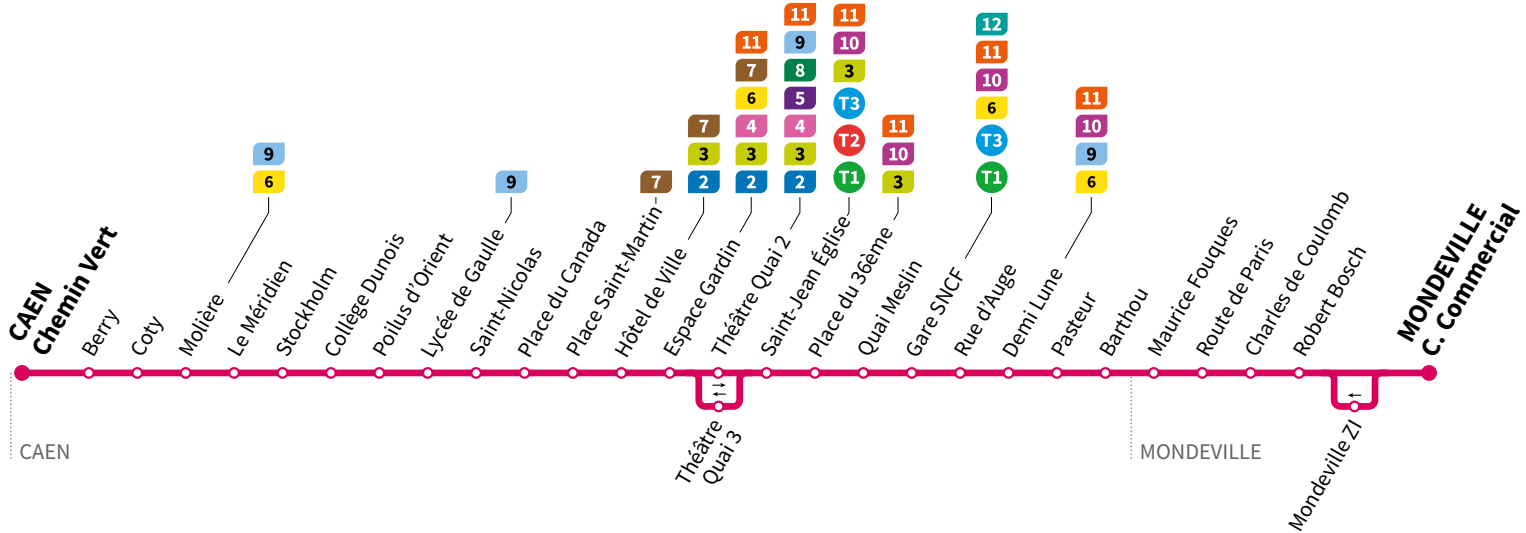 11
9
8
5
4
3
2
11
10
3
T3
T2
T1
12
11
10
6
T3
T1
11
7
6
4
3
2
11
10
9
6
7
3
2
11
10
3
9
6
9
7
CAEN
Chemin Vert
Berry
Coty
Molière
Le Méridien
Stockholm
Collège Dunois
Poilus d'Orient
Lycée de Gaulle
Saint-Nicolas
Place du Canada
Place Saint-Martin
Hôtel de Ville
Espace Gardin
Théâtre Quai 2
Saint-Jean Église
Place du 36ème
Quai Meslin
Gare SNCF
Rue d'Auge
Demi Lune
Pasteur
Barthou
Maurice Fouques
Route de Paris
Charles de Coulomb
Robert Bosch
MONDEVILLE
C. Commercial
Théâtre
Quai 3
Mondeville ZI
CAEN
MONDEVILLE